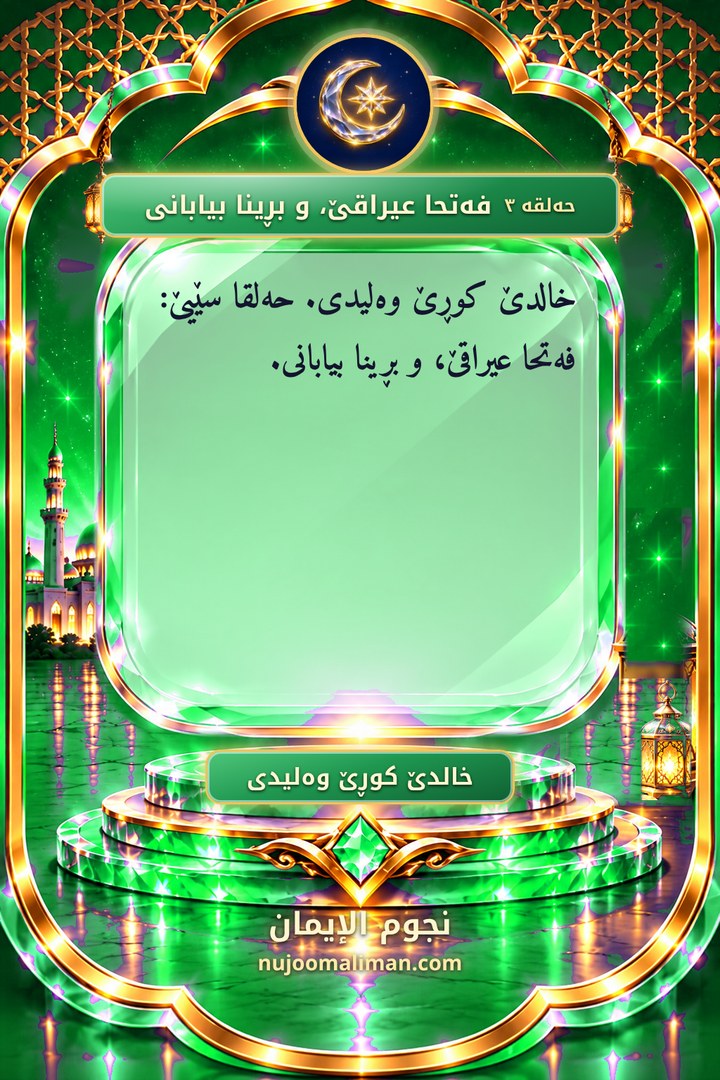 حەلقە ٣ فەتحا عیراقێ، و بڕینا بیابانی
خالدێ کوڕێ وەلیدی. حەلقا سێیێ:
فەتحا عیراقێ، و بڕینا بیابانی.
خالدێ کوڕێ وەلیدی
نجوم الإيمان
nujoomaliman.com